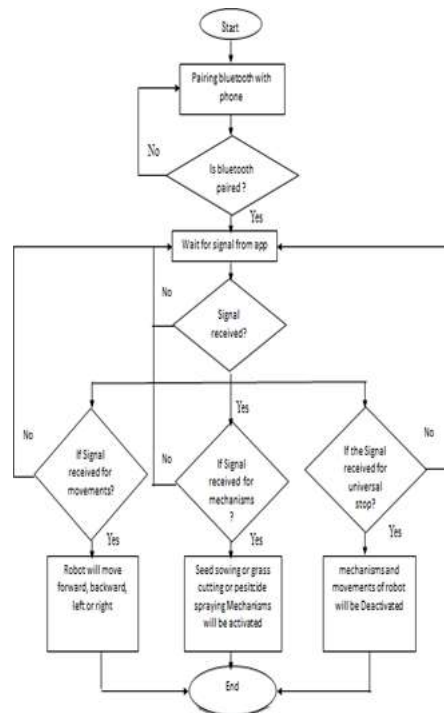 Start
Pairing bluetooth with
phone
No
Is bluetooth
paired ?
Yes
Wait for signal from app
No
No
Signal
received?
No
Yes
No
If Signal
received for
movements?
No
If Signal
received for
mechanisms
?
If the Signal
received for
universal
stop?
Yes
Yes
Yes
Robot will move
forward, backward,
left or right
Seed sowing or grass
cutting or pesticide
spraying Mechanisms
will be activated
mechanisms and
movements of robot
will be Deactivated
End